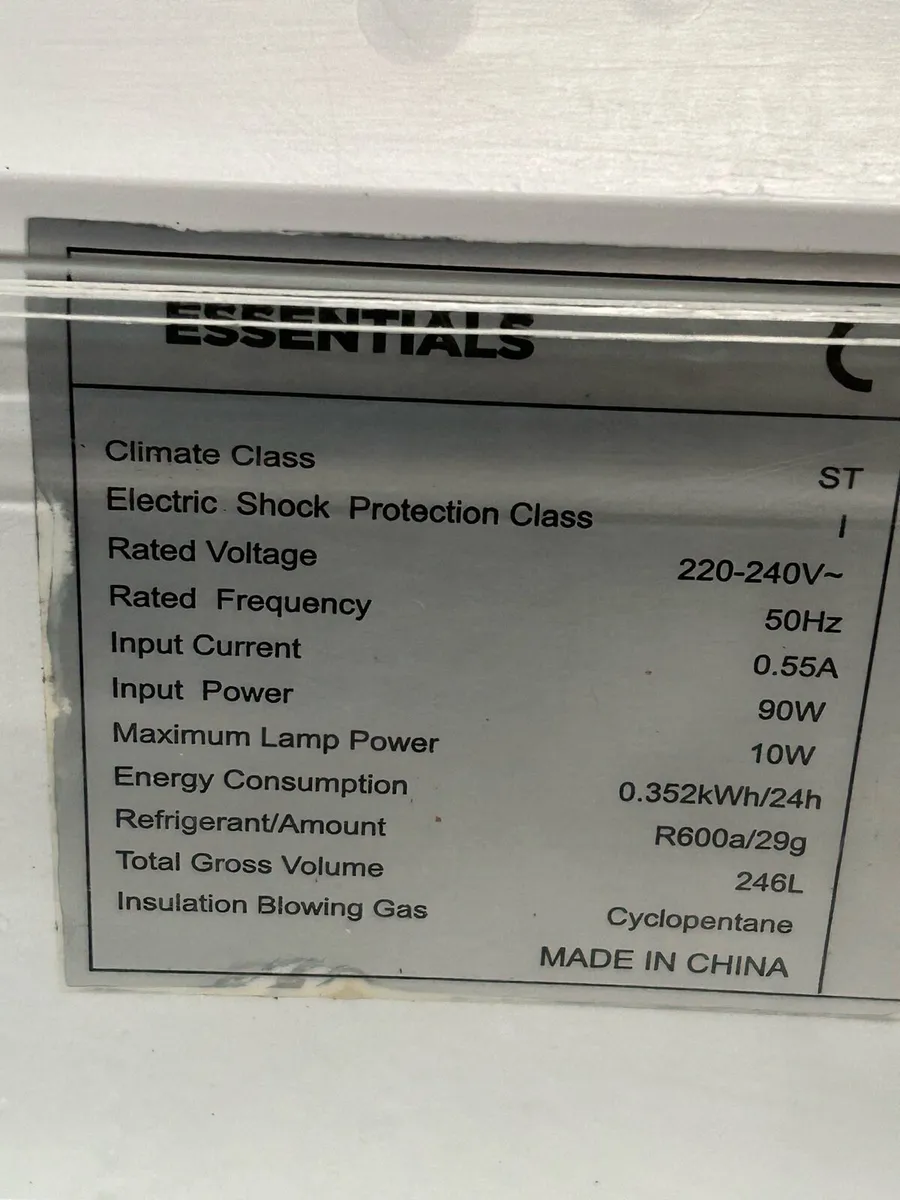 ESSENTIALS
Climate Class ST
Electric Shock Protection Class I
Rated Voltage 220-240V~
Rated Frequency 50Hz
Input Current 0.55A
Input Power 90W
Maximum Lamp Power 10W
Energy Consumption 0.352kWh/24h
Refrigerant/Amount R600a/29g
Total Gross Volume 246L
Insulation Blowing Gas Cyclopentane
MADE IN CHINA